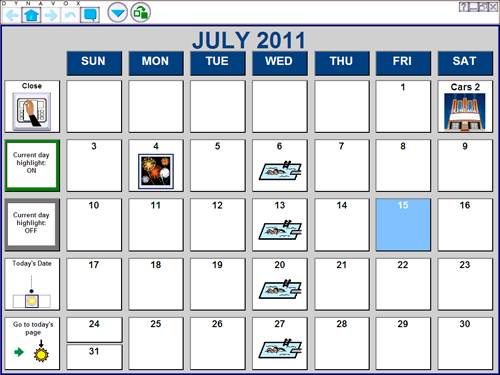 DYNAVOX
JULY 2011
SUN MON TUE WED THU FRI SAT
Close
1
Cars 2
Current day
highlight:
ON
3 4 5 6 7 8 9
Current day
highlight:
OFF
10 11 12 13 14 15 16
Today's Date
17 18 19 20 21 22 23
Go to today's
page
24 25 26 27 28 29 30
31